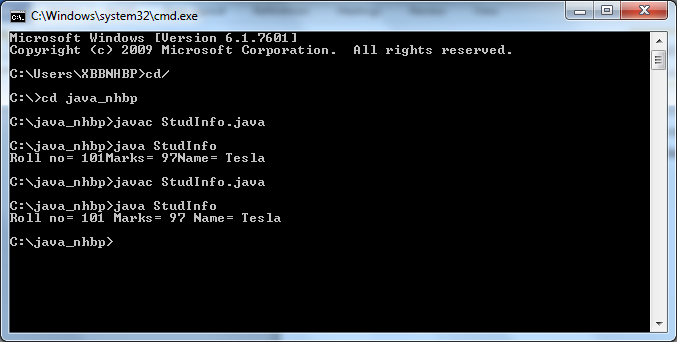 C:\Windows\system32\cmd.exe
Microsoft Windows [Version 6.1.7601]
Copyright (c) 2009 Microsoft Corporation.  All rights reserved.
C:\Users\XBBNHBP>cd/
C:\>cd java_nhbp
C:\java_nhbp>javac StudInfo.java
C:\java_nhbp>java StudInfo
Roll no= 101Marks= 97Name= Tesla
C:\java_nhbp>javac StudInfo.java
C:\java_nhbp>java StudInfo
Roll no= 101 Marks= 97 Name= Tesla
C:\java_nhbp>